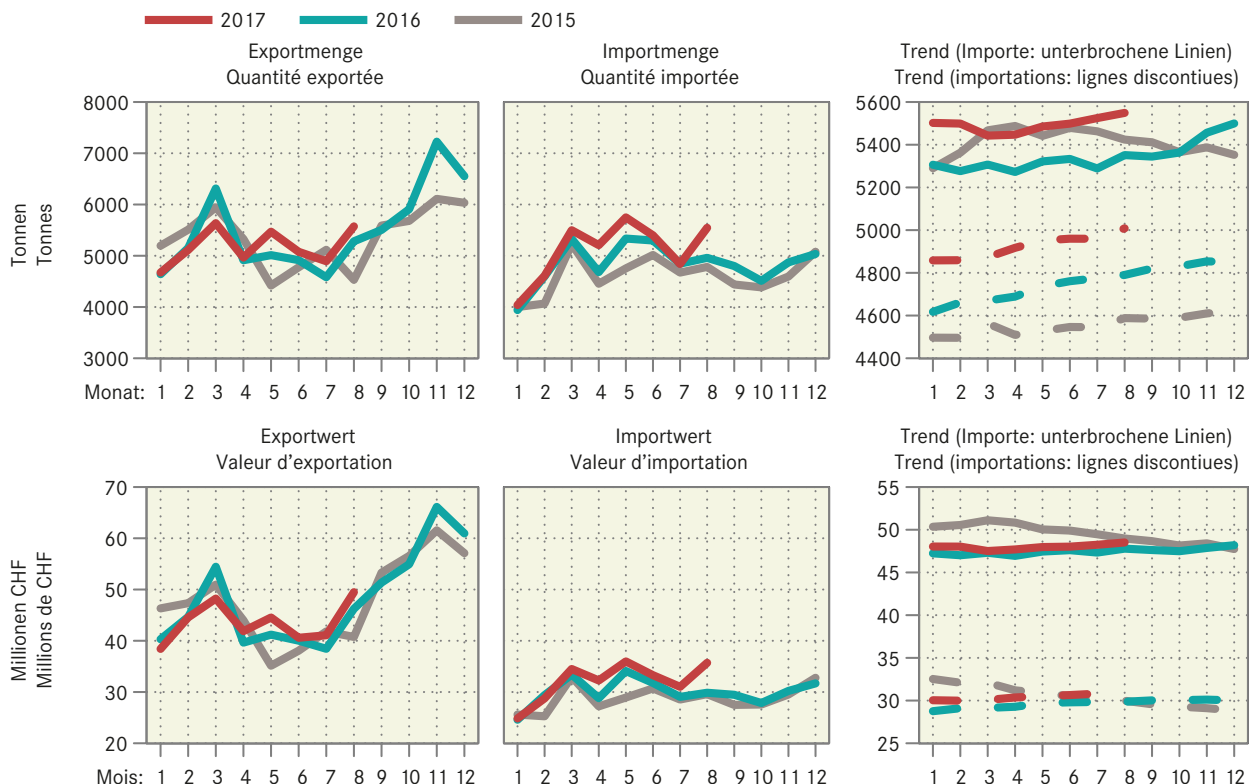 2017 2016 2015
Exportmenge
Quantité exportée
Importmenge
Quantité importée
Trend (Importe: unterbrochene Linien)
Trend (importations: lignes discontiues)
Tonnen
Tonnes
8000
7000
6000
5000
4000
3000
5600
5400
5200
5000
4800
4600
4400
Monat: 1 2 3 4 5 6 7 8 9 10 11 12
1 2 3 4 5 6 7 8 9 10 11 12
1 2 3 4 5 6 7 8 9 10 11 12
Exportwert
Valeur d'exportation
Importwert
Valeur d'importation
Trend (Importe: unterbrochene Linien)
Trend (importations: lignes discontiues)
Millionen CHF
Millions de CHF
70
60
50
40
30
20
55
50
45
40
35
30
25
Mois: 1 2 3 4 5 6 7 8 9 10 11 12
1 2 3 4 5 6 7 8 9 10 11 12
1 2 3 4 5 6 7 8 9 10 11 12